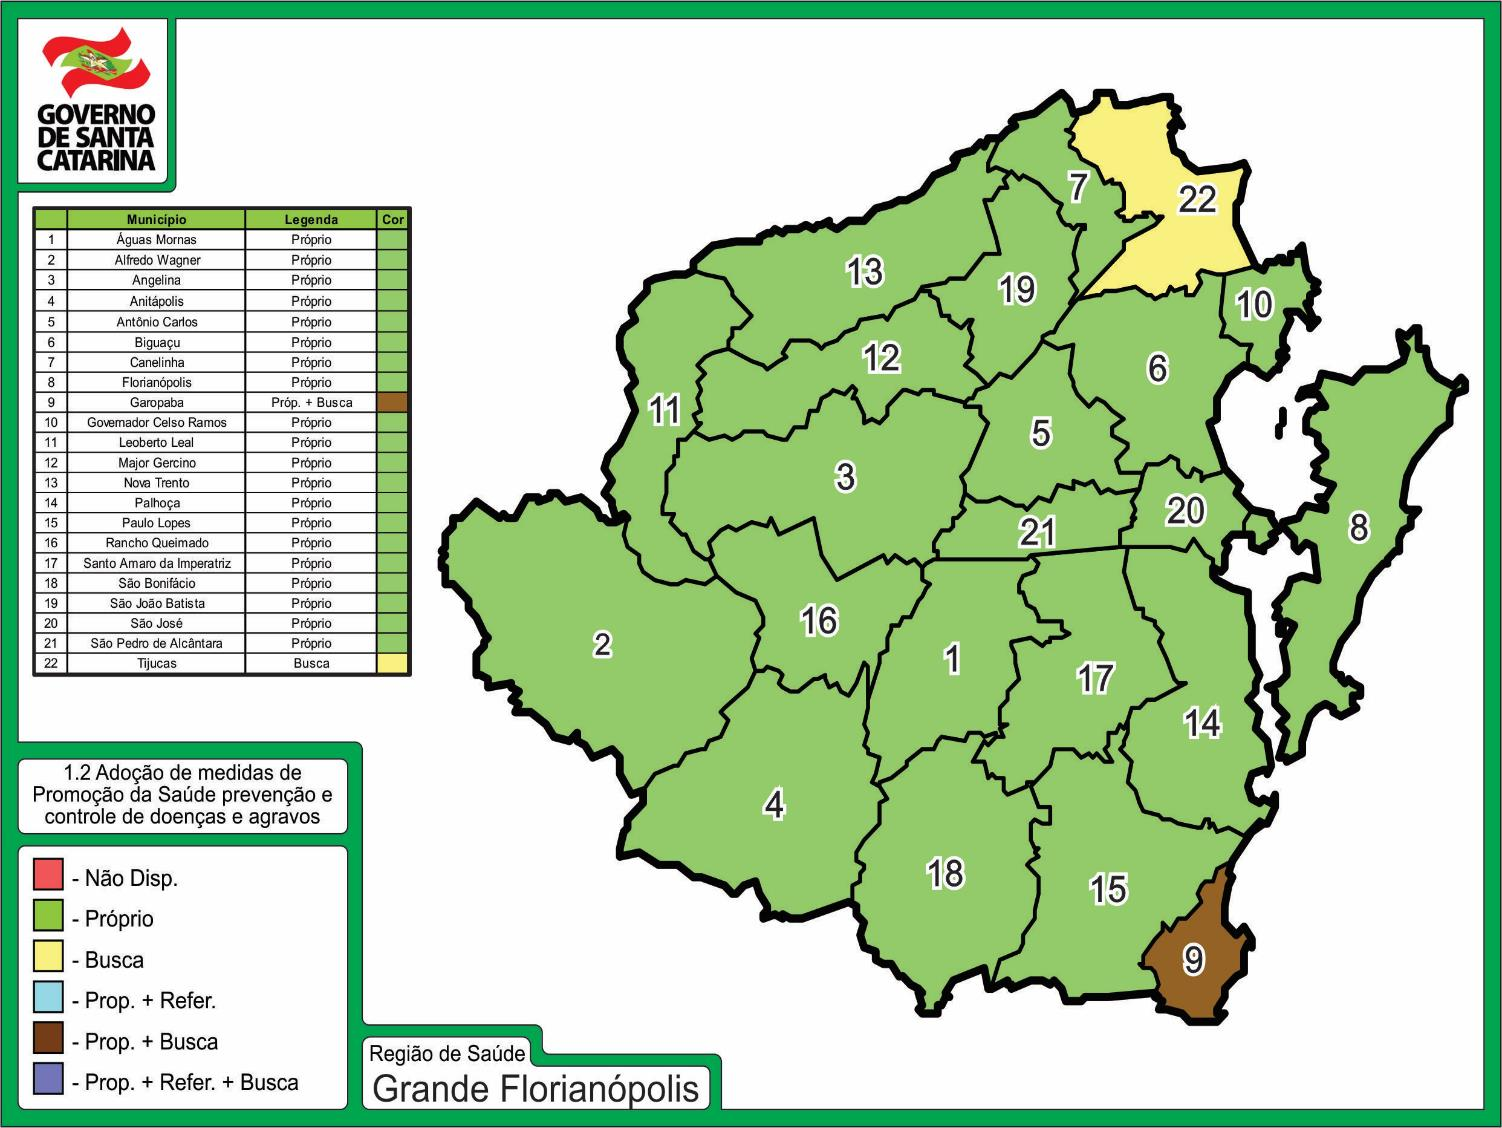 GOVERNO
DE SANTA
CATARINA
Município Legenda Cor
1 Águas Mornas Próprio
2 Alfredo Wagner Próprio
3 Angelina Próprio
4 Anitápolis Próprio
5 Antônio Carlos Próprio
6 Biguaçu Próprio
7 Canelinha Próprio
8 Florianópolis Próprio
9 Garopaba Próp. + Busca
10 Governador Celso Ramos Próprio
11 Leoberto Leal Próprio
12 Major Gercino Próprio
13 Nova Trento Próprio
14 Palhoça Próprio
15 Paulo Lopes Próprio
16 Rancho Queimado Próprio
17 Santo Amaro da Imperatriz Próprio
18 São Bonifácio Próprio
19 São João Batista Próprio
20 São José Próprio
21 São Pedro de Alcântara Próprio
22 Tijucas Busca
7
22
13
19
10
12
6
11
5
3
20
21
8
2
16
1
17
14
4
18
15
9
1.2 Adoção de medidas de
Promoção da Saúde prevenção e
controle de doenças e agravos
- Não Disp.
- Próprio
- Busca
- Prop. + Refer.
- Prop. + Busca
- Prop. + Refer. + Busca
Região de Saúde
Grande Florianópolis